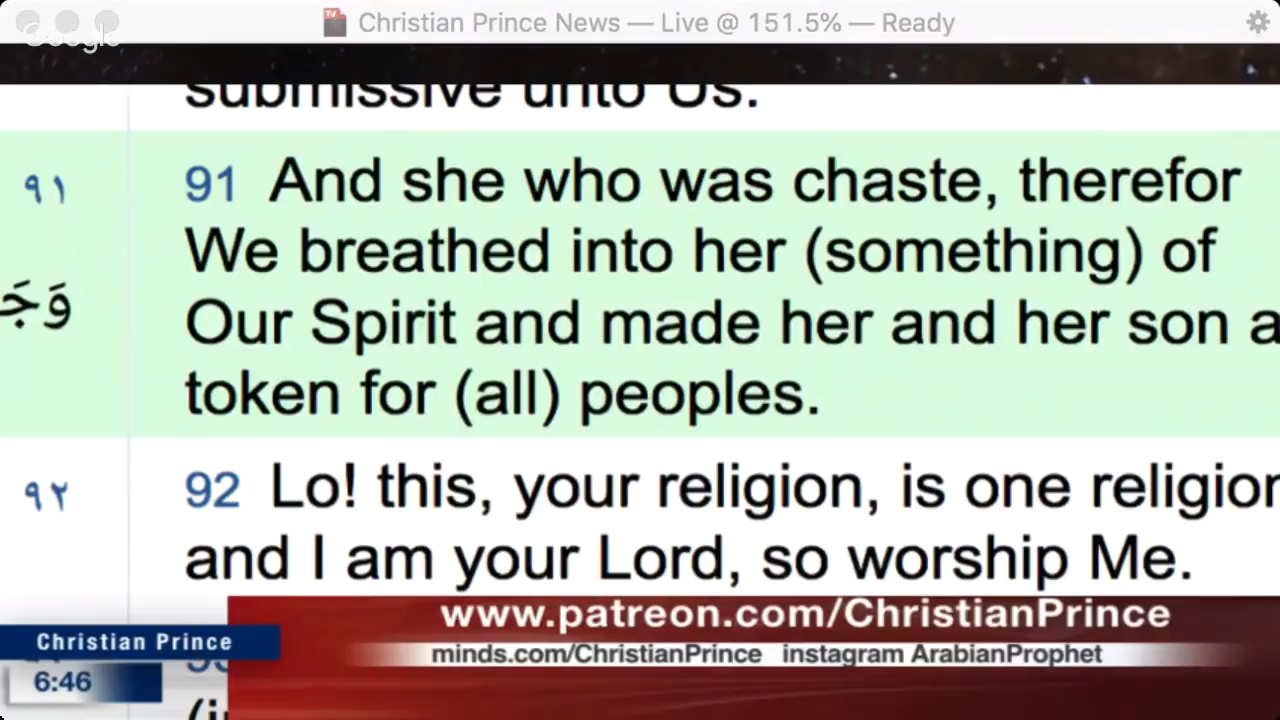 Christian Prince News — Live @ 151.5% — Ready
Google
submissive unto Us.
٩١
91 And she who was chaste, therefor
We breathed into her (something) of
Our Spirit and made her and her son a
token for (all) peoples.
وَجَ
٩٢
92 Lo! this, your religion, is one religion
and I am your Lord, so worship Me.
www.patreon.com/ChristianPrince
Christian Prince
minds.com/ChristianPrince instagram ArabianProphet
6:46